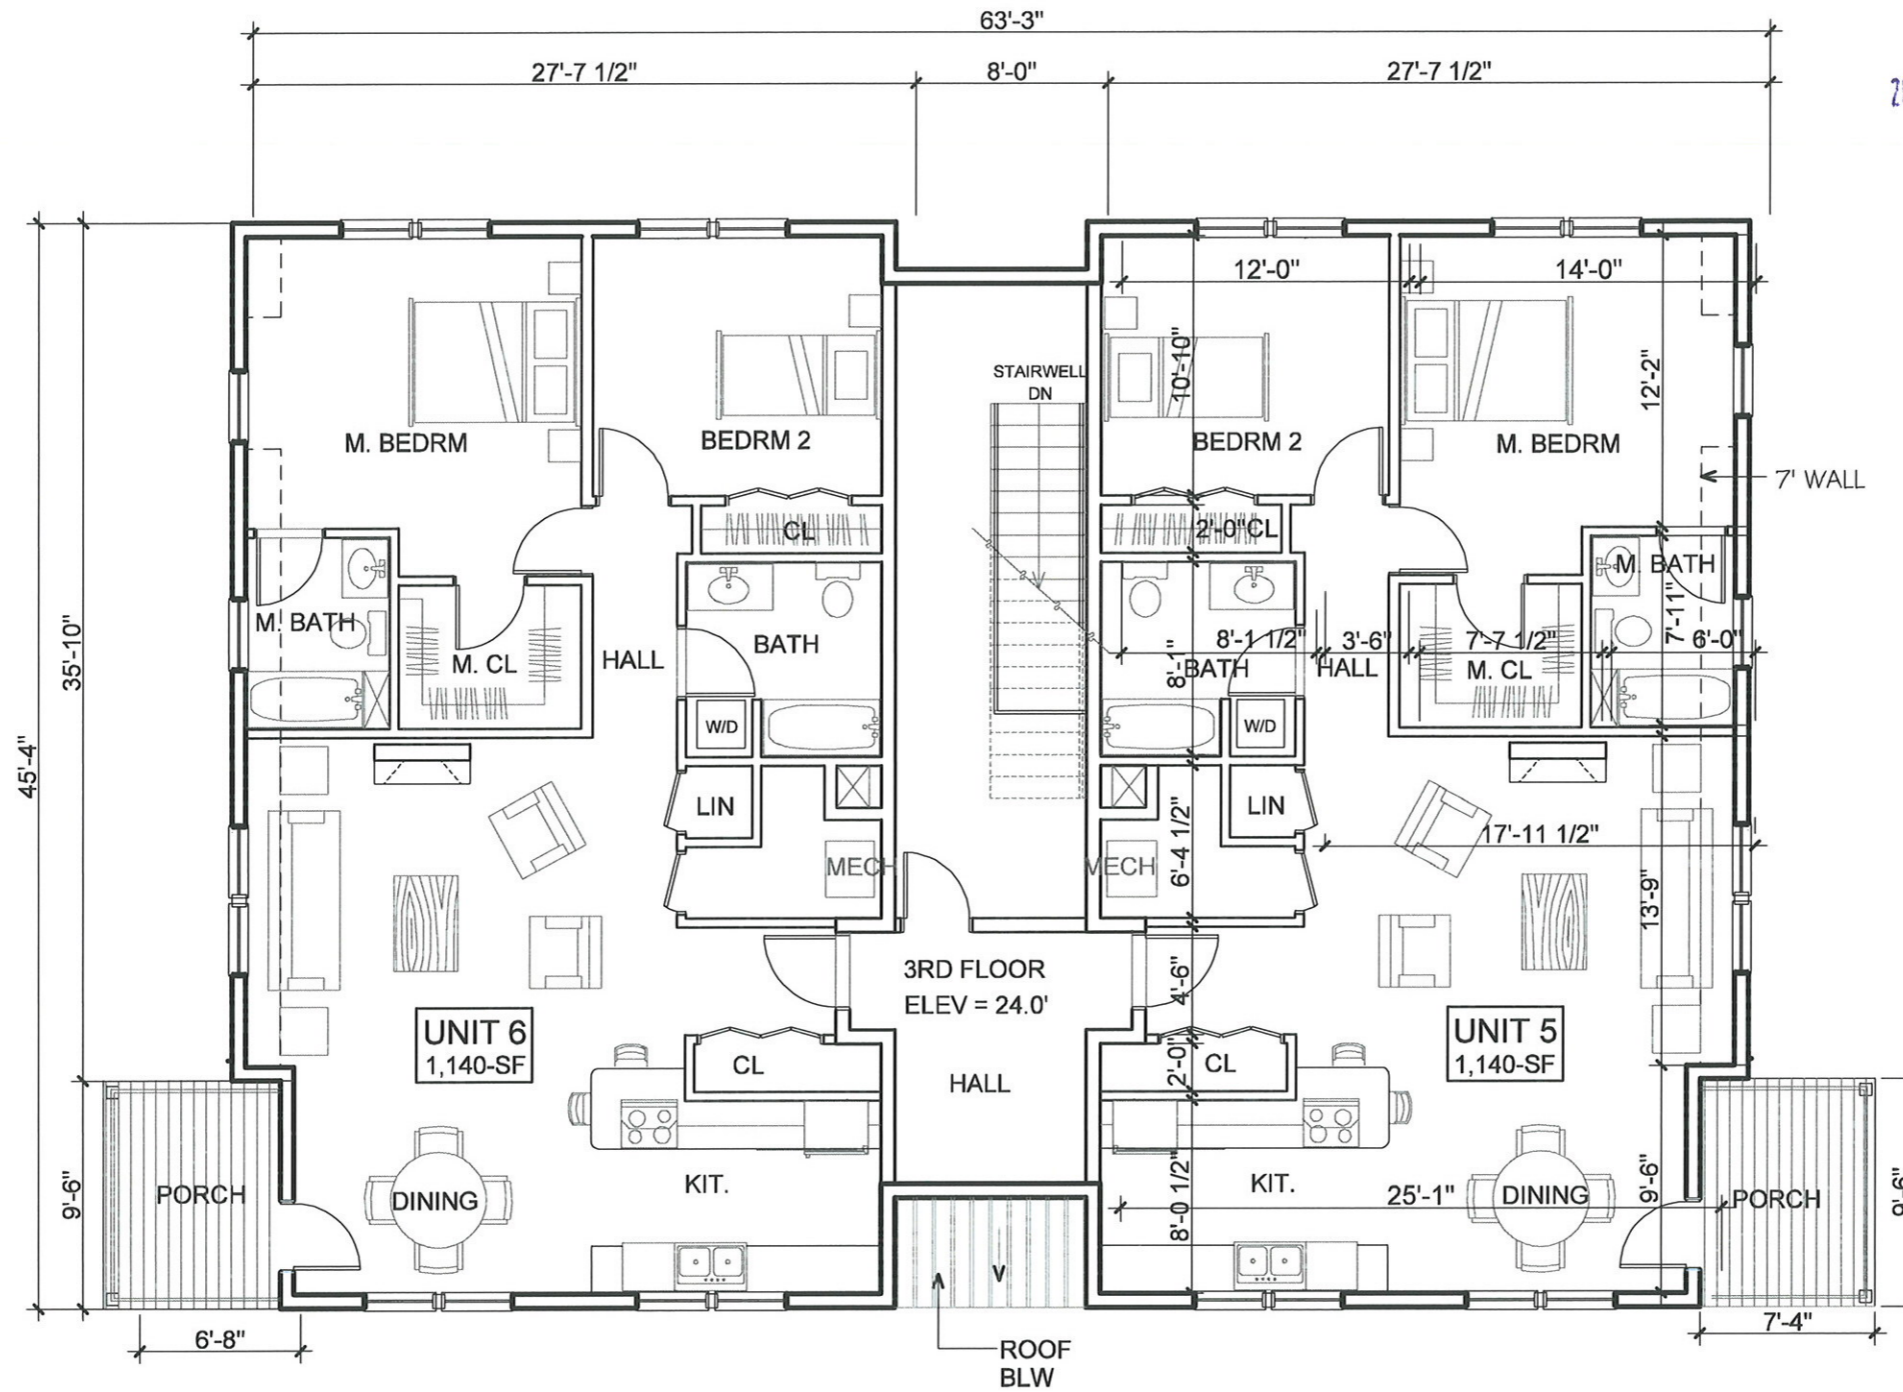 63'-3"
27'-7 1/2"
8'-0"
27'-7 1/2"
12'-0"
14'-0"
10'-10"
12'-2"
STAIRWELL
DN
M. BEDRM
BEDRM 2
BEDRM 2
M. BEDRM
7' WALL
CL
2'-0"
CL
M. BATH
7'-11"
35'-10"
M. BATH
M. CL
HALL
BATH
8'-1 1/2"
3'-6"
7'-7 1/2"
6'-0"
8'-1"
BATH
HALL
M. CL
W/D
W/D
45'-4"
LIN
LIN
17'-11 1/2"
6'-4 1/2"
MECH
MECH
13'-9"
3RD FLOOR
ELEV = 24.0'
4'-6"
UNIT 6
1,140-SF
UNIT 5
1,140-SF
CL
2'-0"
CL
HALL
9'-6"
PORCH
DINING
KIT.
8'-0 1/2"
KIT.
25'-1"
DINING
9'-6"
PORCH
9'-6"
6'-8"
7'-4"
ROOF
BLW